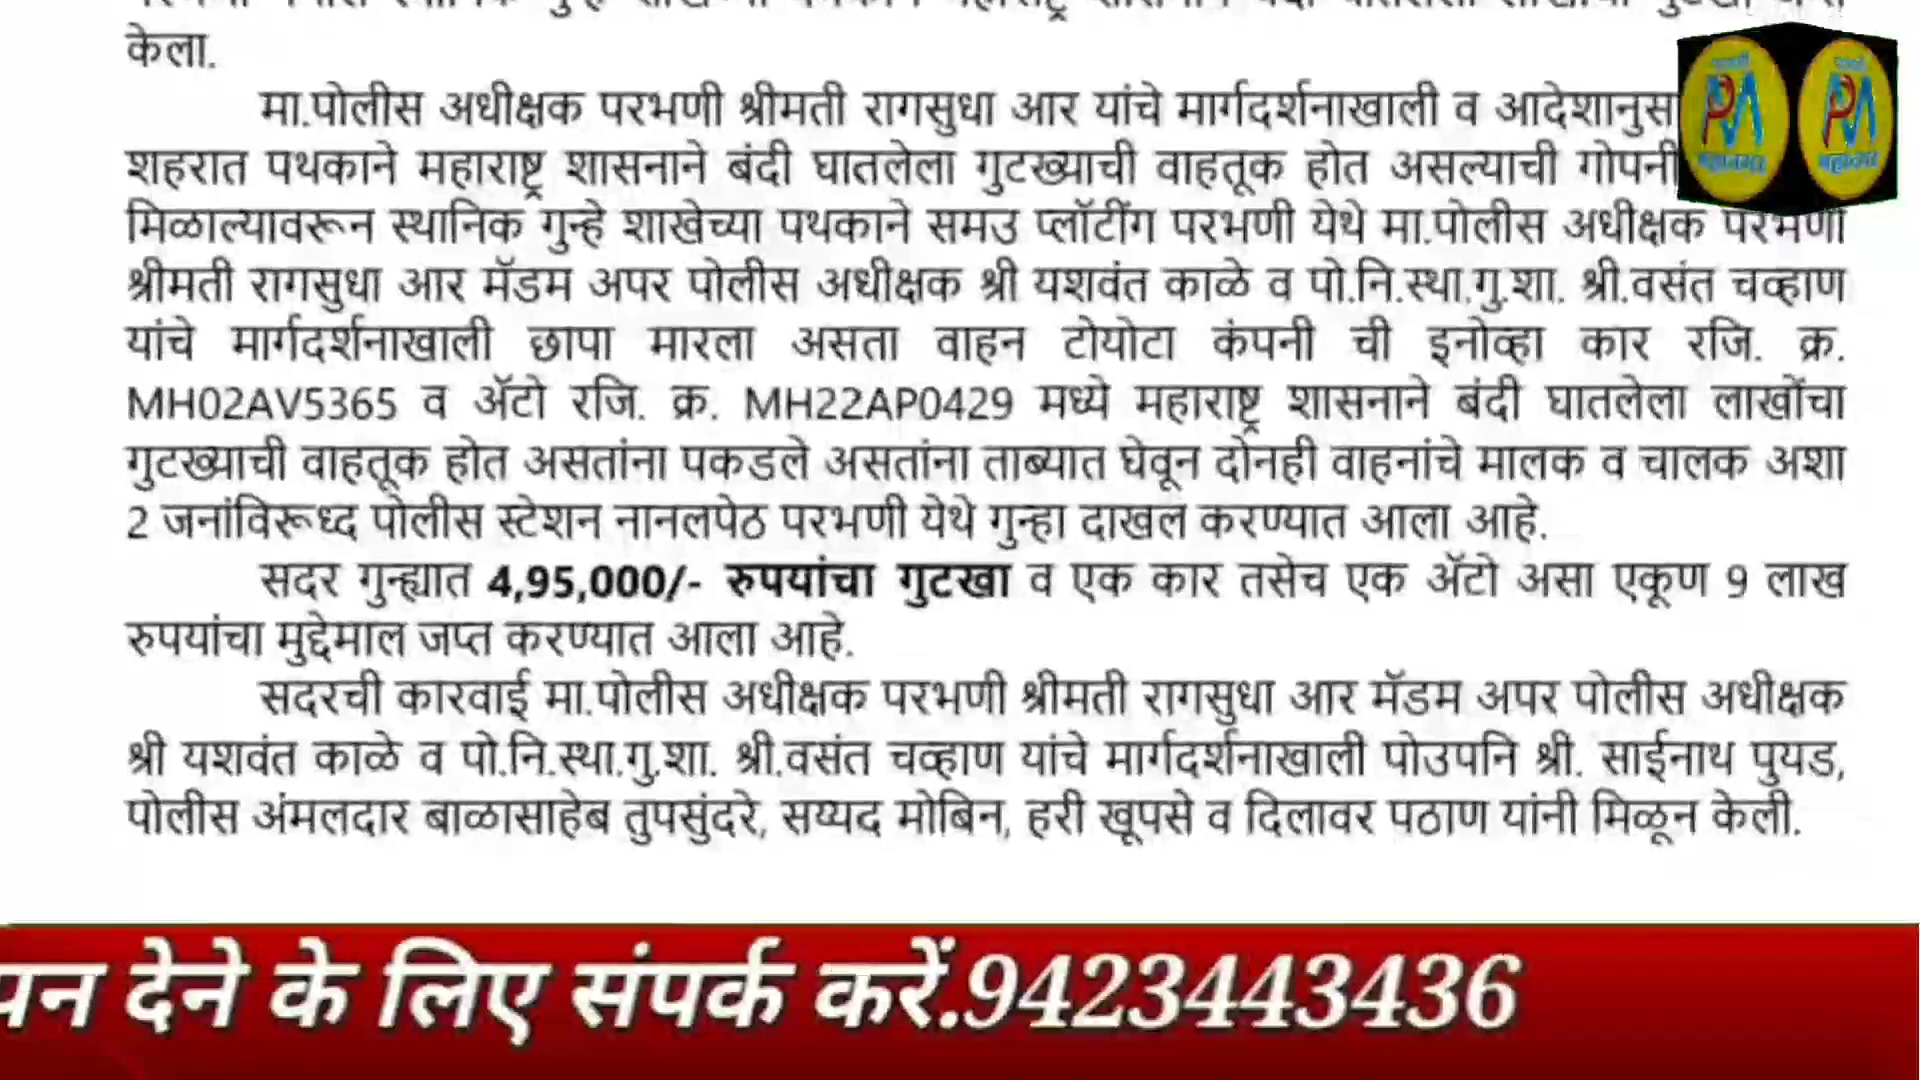 केला.
मा.पोलीस अधीक्षक परभणी श्रीमती रागसुधा आर यांचे मार्गदर्शनाखाली व आदेशानुस
शहरात पथकाने महाराष्ट्र शासनाने बंदी घातलेला गुटख्याची वाहतूक होत असल्याची गोपनी
मिळाल्यावरून स्थानिक गुन्हे शाखेच्या पथकाने समउ प्लॉटींग परभणी येथे मा.पोलीस अधीक्षक परभणी
श्रीमती रागसुधा आर मॅडम अपर पोलीस अधीक्षक श्री यशवंत काळे व पो.नि.स्था.गु.शा. श्री.वसंत चव्हाण
यांचे मार्गदर्शनाखाली छापा मारला असता वाहन टोयोटा कंपनी ची इनोव्हा कार रजि. क्र.
MH02AV5365 व ॲटो रजि. क्र. MH22AP0429 मध्ये महाराष्ट्र शासनाने बंदी घातलेला लाखोंचा
गुटख्याची वाहतूक होत असतांना पकडले असतांना ताब्यात घेवून दोनही वाहनांचे मालक व चालक अशा
2 जनांविरूध्द पोलीस स्टेशन नानलपेठ परभणी येथे गुन्हा दाखल करण्यात आला आहे.
सदर गुन्ह्यात 4,95,000/- रुपयांचा गुटखा व एक कार तसेच एक ॲटो असा एकूण 9 लाख
रुपयांचा मुद्देमाल जप्त करण्यात आला आहे.
सदरची कारवाई मा.पोलीस अधीक्षक परभणी श्रीमती रागसुधा आर मॅडम अपर पोलीस अधीक्षक
श्री यशवंत काळे व पो.नि.स्था.गु.शा. श्री.वसंत चव्हाण यांचे मार्गदर्शनाखाली पोउपनि श्री. साईनाथ पुयड,
पोलीस अंमलदार बाळासाहेब तुपसुंदरे, सय्यद मोबिन, हरी खूपसे व दिलावर पठाण यांनी मिळून केली.
पन देने के लिए संपर्क करें.9423443436